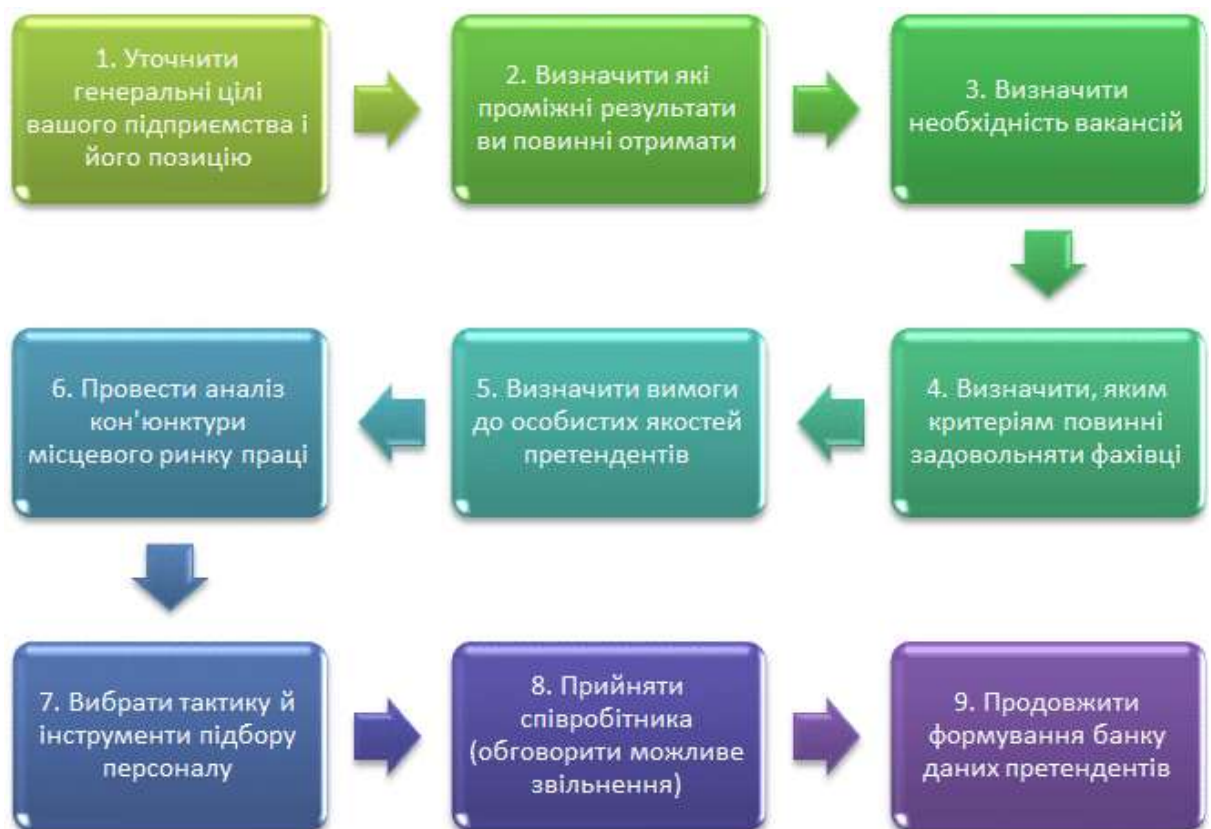 1. Уточнити
генеральні цілі
вашого підприємства і
його позицію
2. Визначити які
проміжні результати
ви повинні отримати
3. Визначити
необхідність вакансій
4. Визначити, яким
критеріям повинні
задовольняти фахівці
5. Визначити вимоги
до особистих якостей
претендентів
6. Провести аналіз
кон'юнктури
місцевого ринку праці
7. Вибрати тактику й
інструменти підбору
персоналу
8. Прийняти
співробітника
(обговорити можливе
звільнення)
9. Продовжити
формування банку
даних претендентів